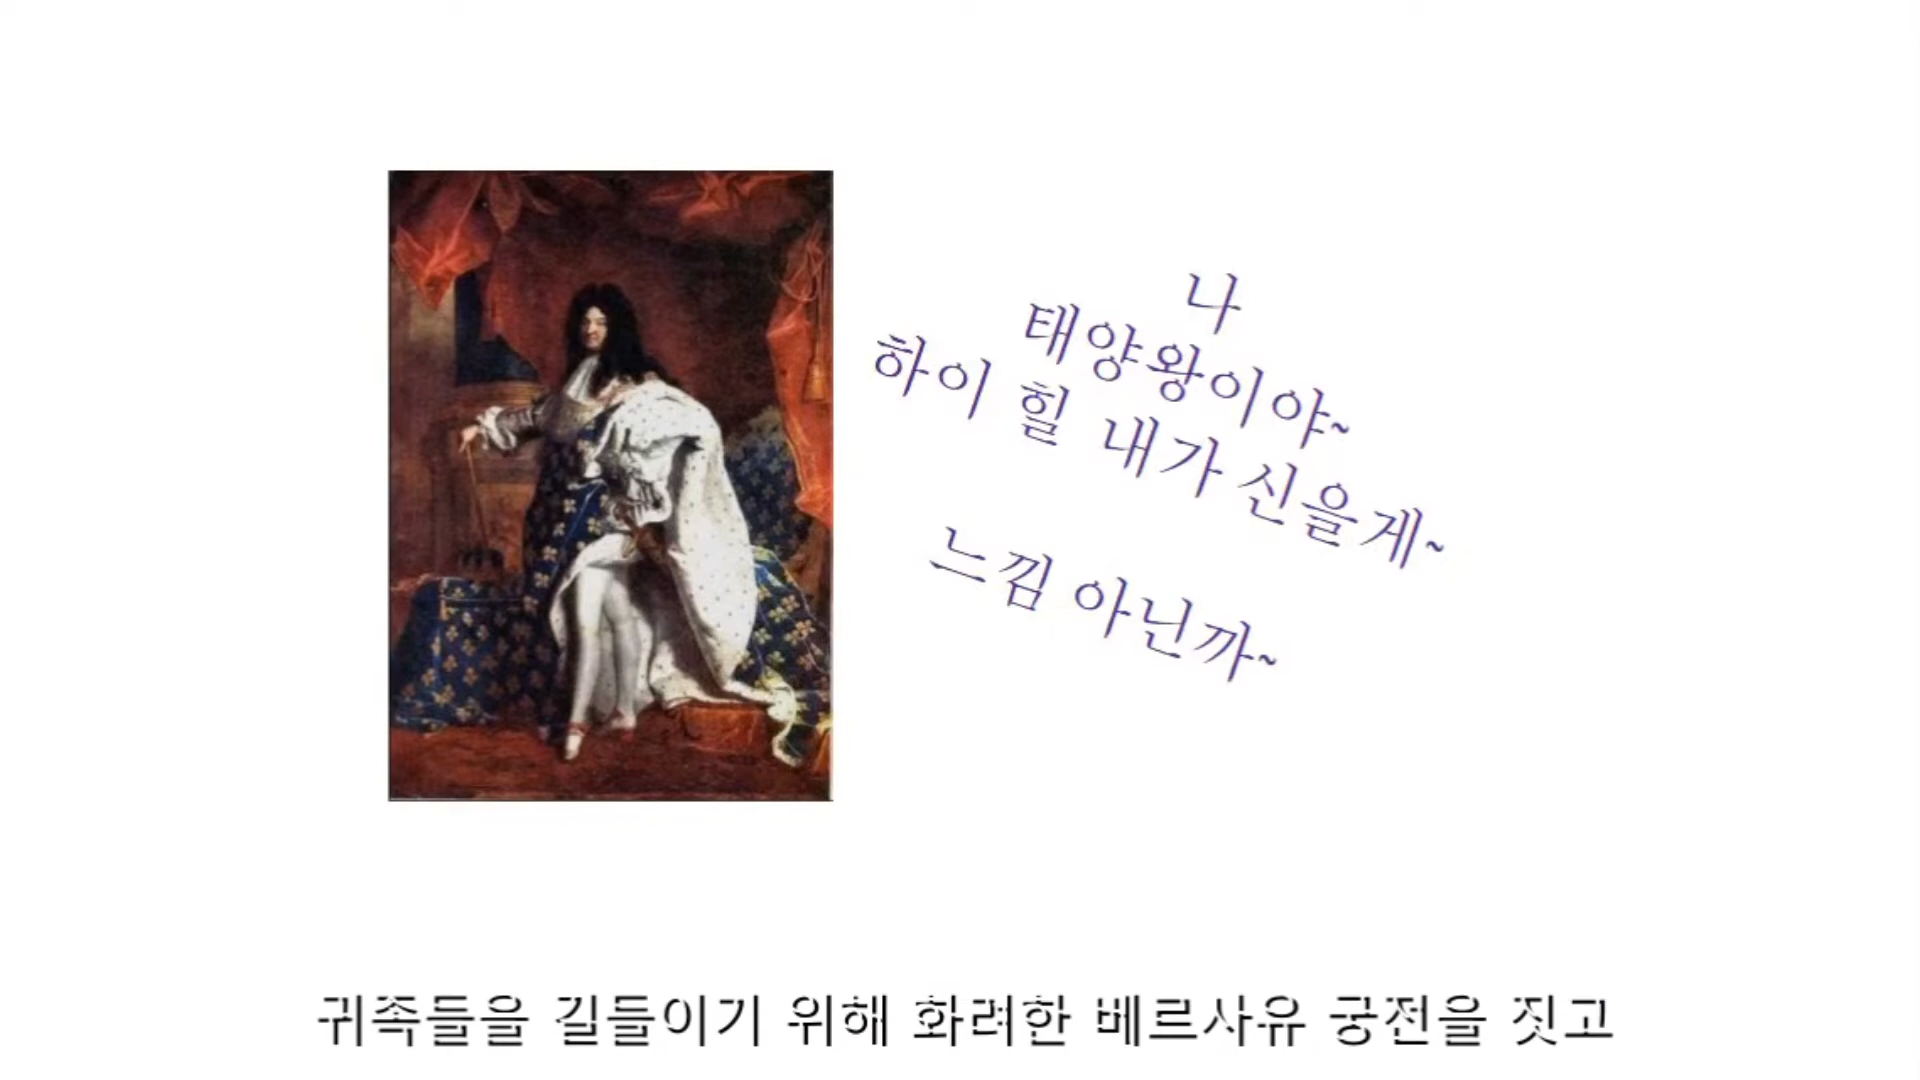 나
태양왕이야~
하이 힐 내가 신을게~
느낌 아닌까~
귀족들을 길들이기 위해 화려한 베르사유 궁전을 짓고